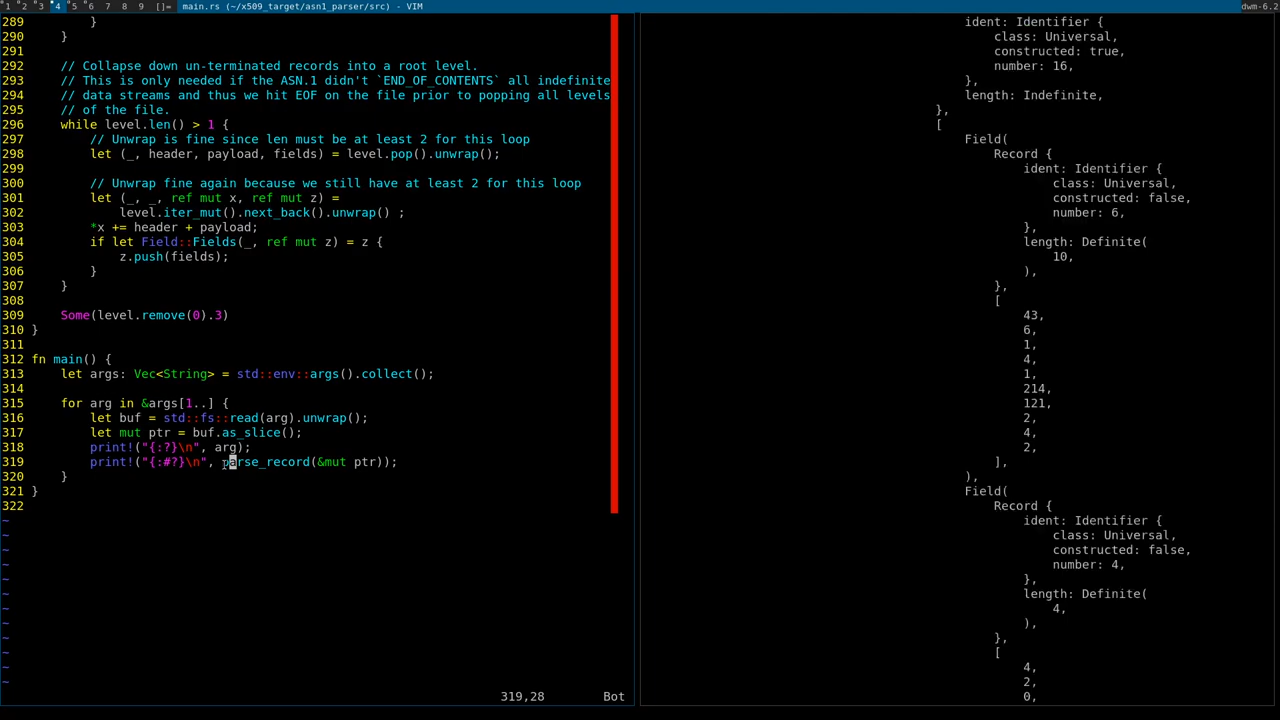 1 2 3 4 5 6 7 8 9 []= main.rs (~/x509_target/asn1_parser/src) - VIM dwm-6.2
289 }
290 }
291
292 // Collapse down un-terminated records into a root level.
293 // This is only needed if the ASN.1 didn't `END_OF_CONTENTS` all indefinite
294 // data streams and thus we hit EOF on the file prior to popping all levels
295 // of the file.
296 while level.len() > 1 {
297 // Unwrap is fine since len must be at least 2 for this loop
298 let (_, header, payload, fields) = level.pop().unwrap();
299
300 // Unwrap fine again because we still have at least 2 for this loop
301 let (_, _, ref mut x, ref mut z) =
302 level.iter_mut().next_back().unwrap() ;
303 *x += header + payload;
304 if let Field::Fields(_, ref mut z) = z {
305 z.push(fields);
306 }
307 }
308
309 Some(level.remove(0).3)
310 }
311
312 fn main() {
313 let args: Vec<String> = std::env::args().collect();
314
315 for arg in &args[1..] {
316 let buf = std::fs::read(arg).unwrap();
317 let mut ptr = buf.as_slice();
318 print!("{:?}\n", arg);
319 print!("{:#?}\n", parse_record(&mut ptr));
320 }
321 }
322
~
~
~
~
~
~
~
~
~
~
~
~
319,28 Bot
ident: Identifier {
class: Universal,
constructed: true,
number: 16,
},
length: Indefinite,
},
[
Field(
Record {
ident: Identifier {
class: Universal,
constructed: false,
number: 6,
},
length: Definite(
10,
),
},
[
43,
6,
1,
4,
1,
214,
121,
2,
4,
2,
],
),
Field(
Record {
ident: Identifier {
class: Universal,
constructed: false,
number: 4,
},
length: Definite(
4,
),
},
[
4,
2,
0,